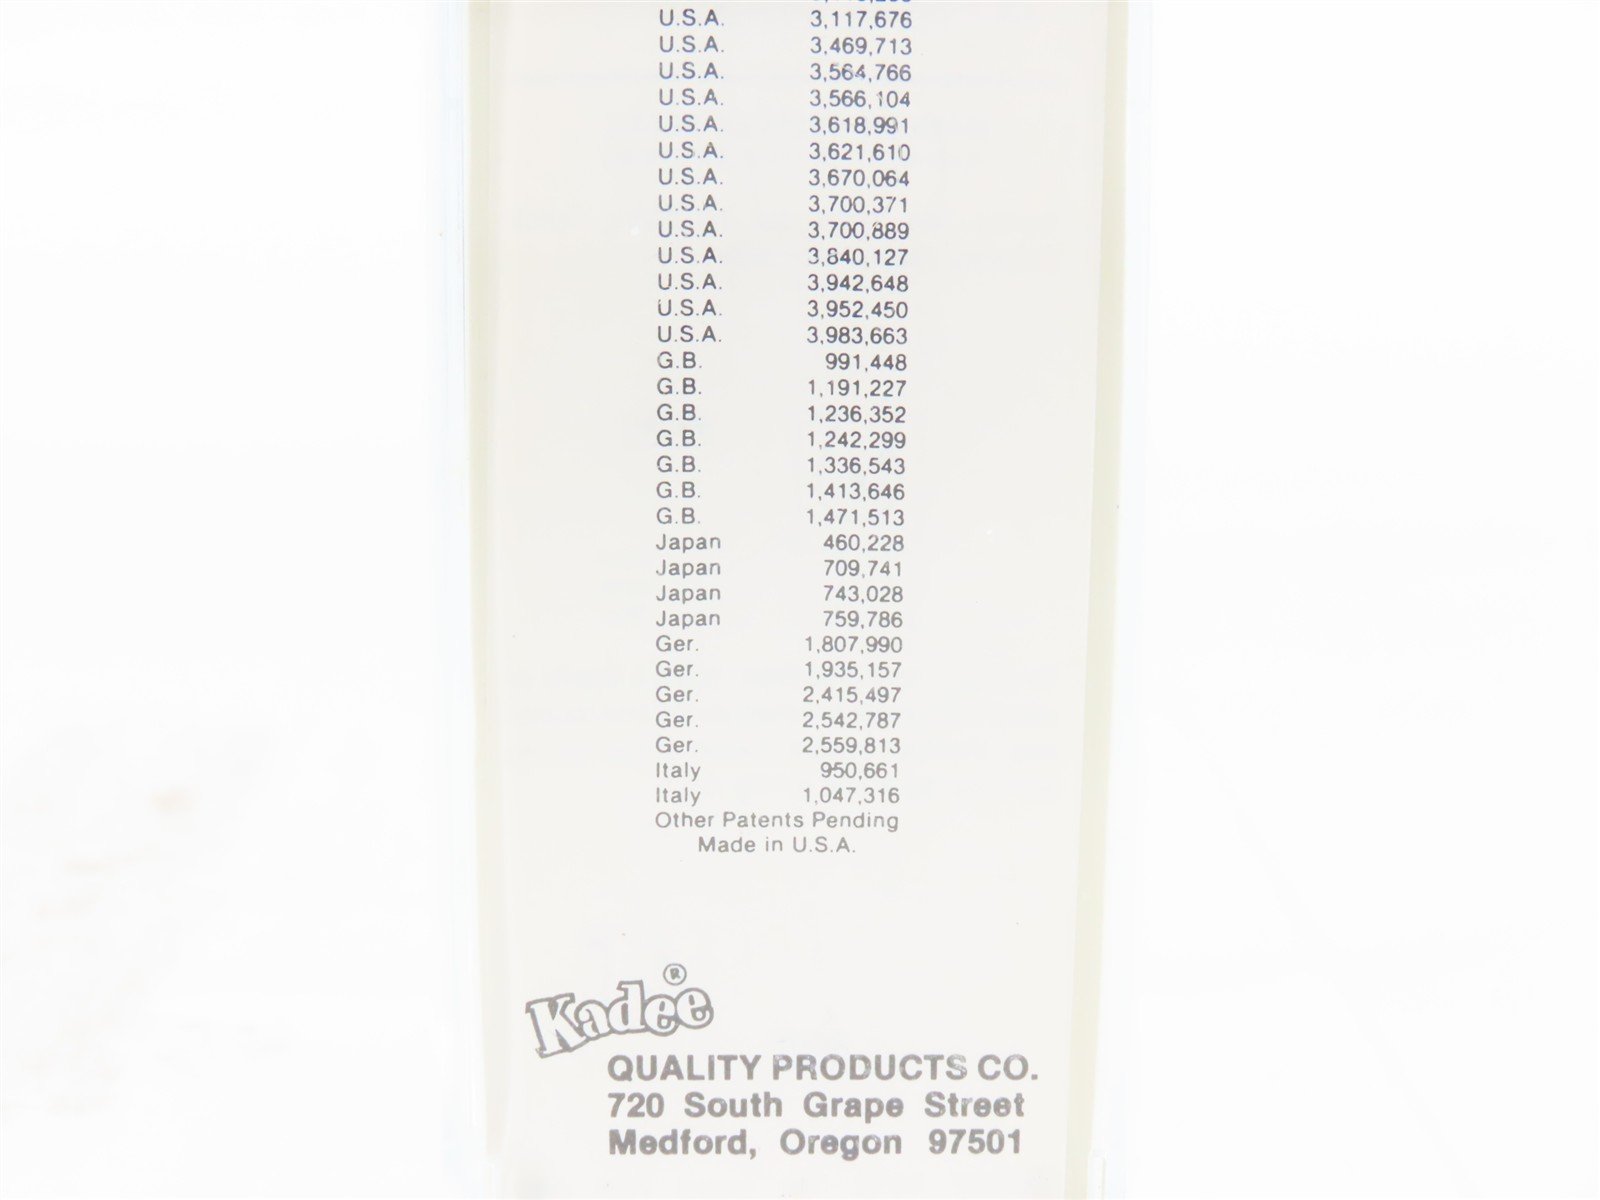 U.S.A. 3,117,676
U.S.A. 3,469,713
U.S.A. 3,564,766
U.S.A. 3,566,104
U.S.A. 3,618,991
U.S.A. 3,621,610
U.S.A. 3,670,064
U.S.A. 3,700,371
U.S.A. 3,700,889
U.S.A. 3,840,127
U.S.A. 3,942,648
U.S.A. 3,952,450
U.S.A. 3,983,663
G.B. 991,448
G.B. 1,191,227
G.B. 1,236,352
G.B. 1,242,299
G.B. 1,336,543
G.B. 1,413,646
G.B. 1,471,513
Japan 460,228
Japan 709,741
Japan 743,028
Japan 759,786
Ger. 1,807,990
Ger. 1,935,157
Ger. 2,415,497
Ger. 2,542,787
Ger. 2,559,813
Italy 950,661
Italy 1,047,316
Other Patents Pending
Made in U.S.A.
Kadee®
QUALITY PRODUCTS CO.
720 South Grape Street
Medford, Oregon 97501